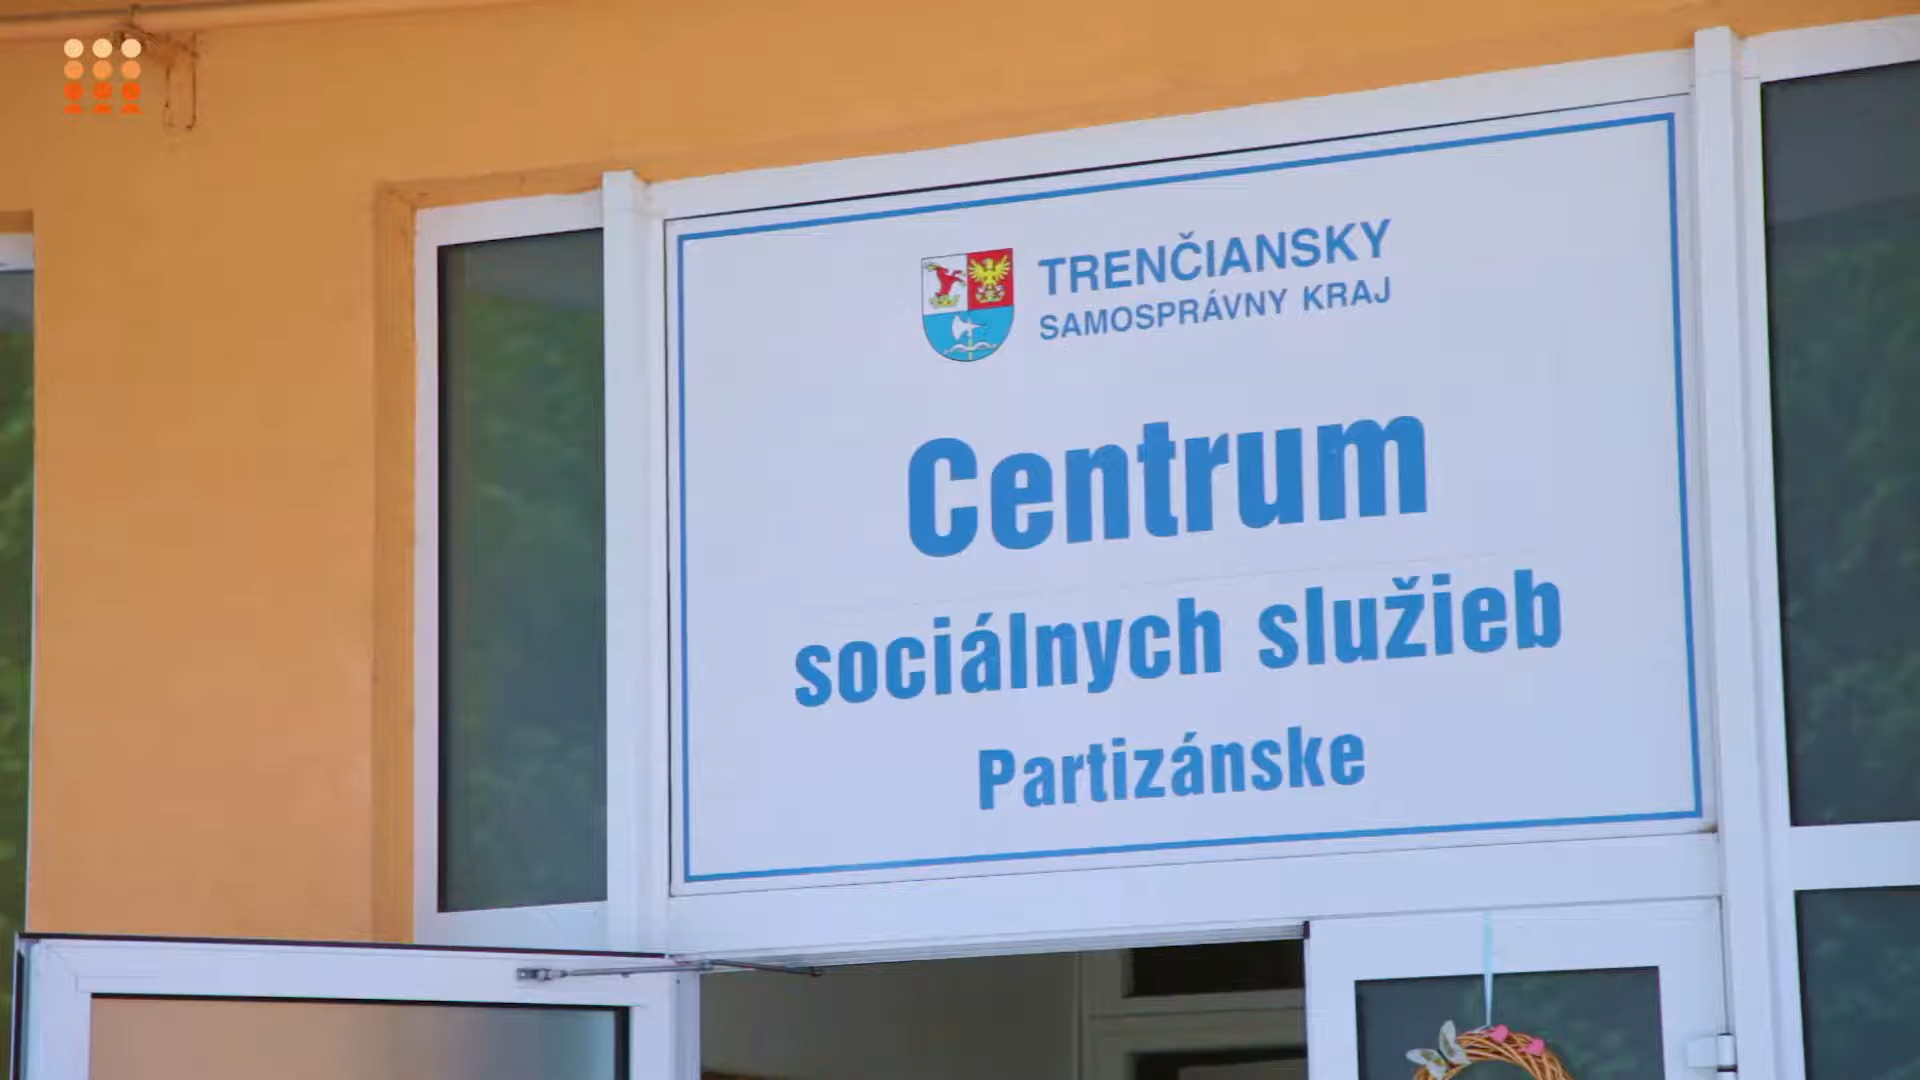 TRENČIANSKY
SAMOSPRÁVNY KRAJ
Centrum
sociálnych služieb
Partizánske